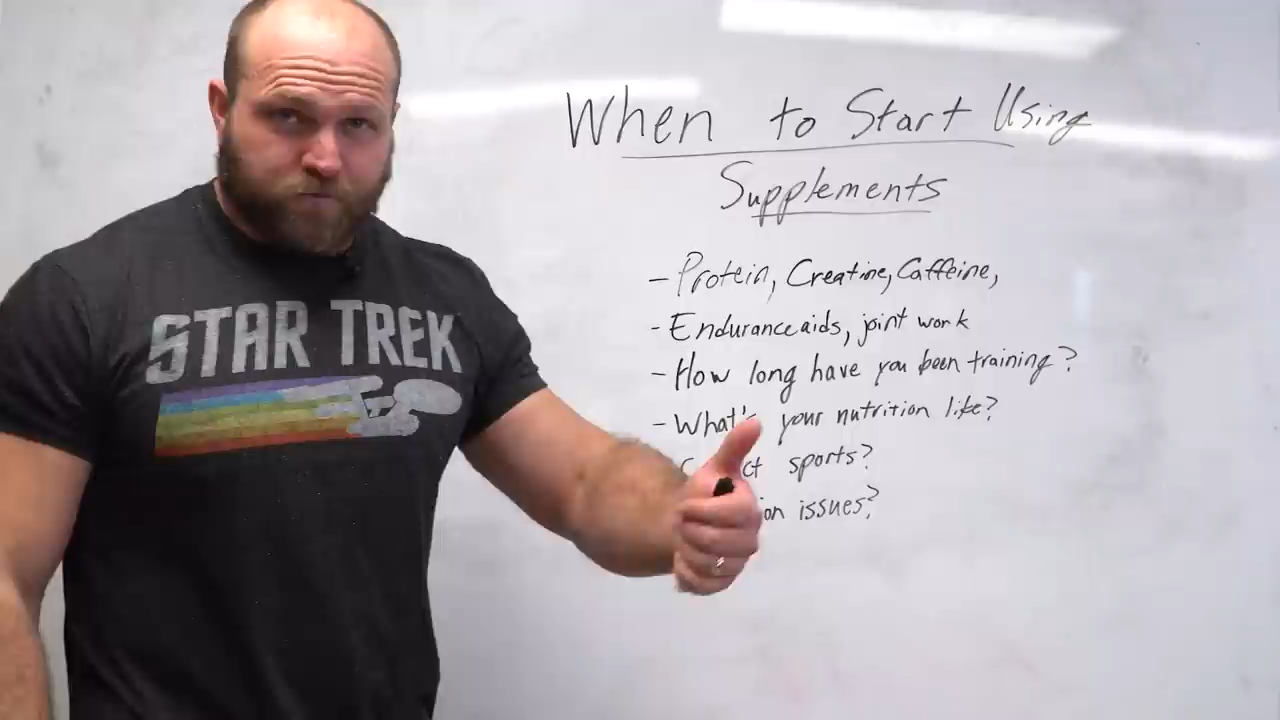 STAR TREK
When to Start Using
Supplements
- Protein, Creatine, Caffeine,
- Endurance aids, joint work
- How long have you been training?
- What's your nutrition like?
sports?
issues?